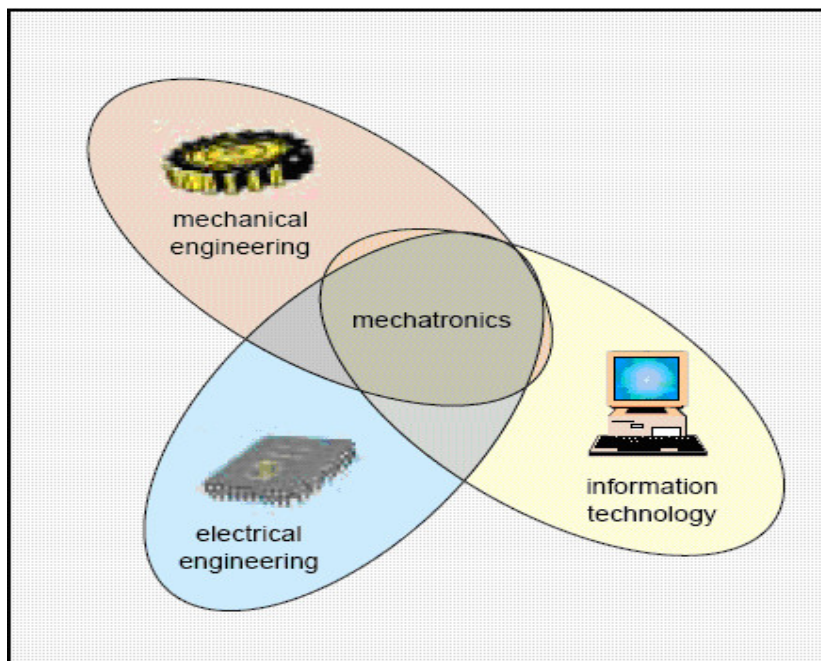 mechanical
engineering
mechatronics
information
technology
electrical
engineering